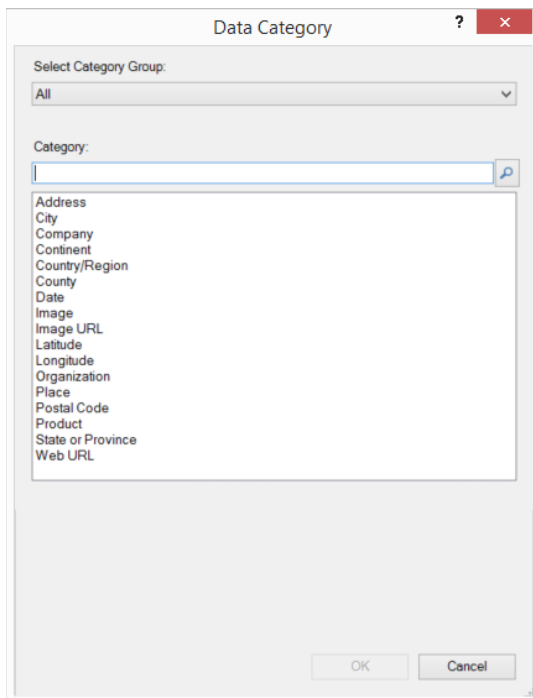 Data Category
?
Select Category Group:
All
Category:
Address
City
Company
Continent
Country/Region
County
Date
Image
Image URL
Latitude
Longitude
Organization
Place
Postal Code
Product
State or Province
Web URL
OK
Cancel